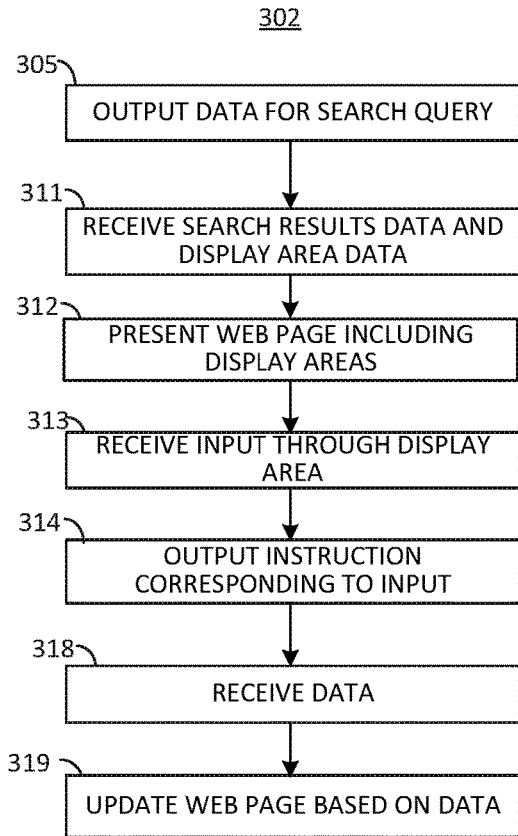 302
305
OUTPUT DATA FOR SEARCH QUERY
311
RECEIVE SEARCH RESULTS DATA AND
DISPLAY AREA DATA
312
PRESENT WEB PAGE INCLUDING
DISPLAY AREAS
313
RECEIVE INPUT THROUGH DISPLAY
AREA
314
OUTPUT INSTRUCTION
CORRESPONDING TO INPUT
318
RECEIVE DATA
319
UPDATE WEB PAGE BASED ON DATA